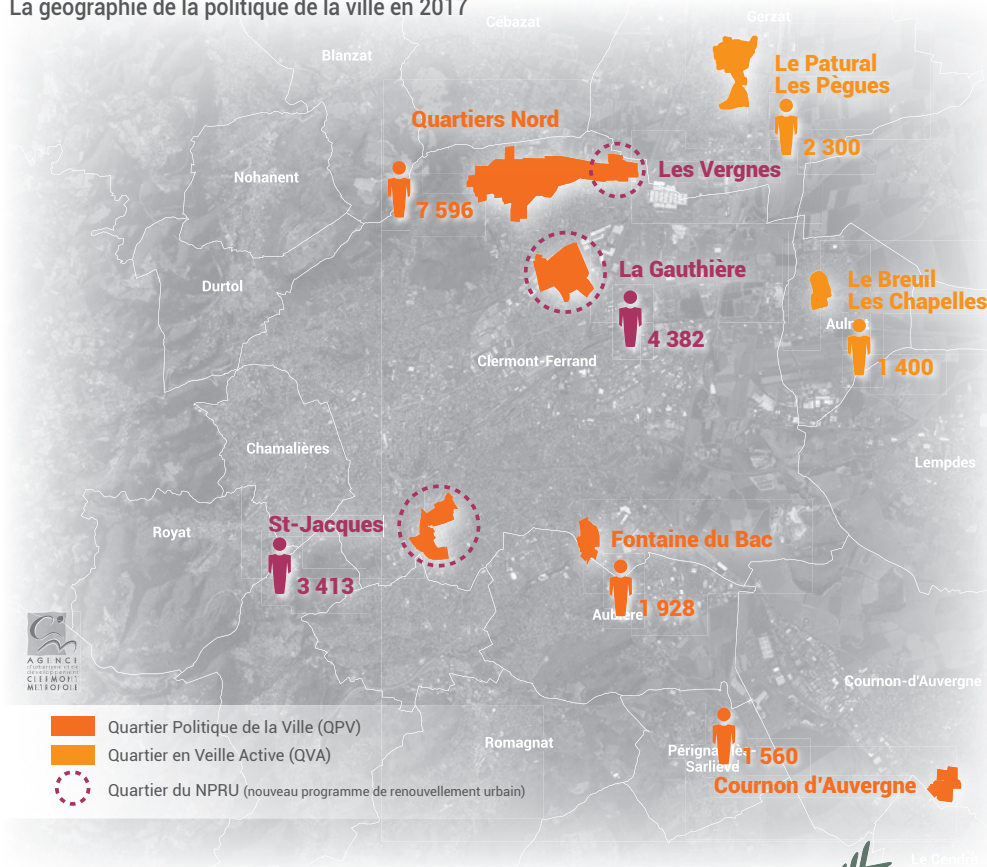 La géographie de la politique de la ville en 2017
Cébazat
Gerzat
Blanzat
Le Patural
Les Pègues
2 300
Quartiers Nord
7 596
Les Vergnes
Nohanent
La Gauthière
4 382
Durtol
Le Breuil
Les Chapelles
1 400
Clermont-Ferrand
Chamalières
Lempdes
St-Jacques
3 413
Royat
Fontaine du Bac
1 928
Aubière
AGENCE
CLERMONT
METROPOLE
Cournon-d'Auvergne
Quartier Politique de la Ville (QPV)
Quartier en Veille Active (QVA)
Quartier du NPRU (nouveau programme de renouvellement urbain)
Romagnat
Sarliève
1 560
Cournon d'Auvergne
Le Cendre